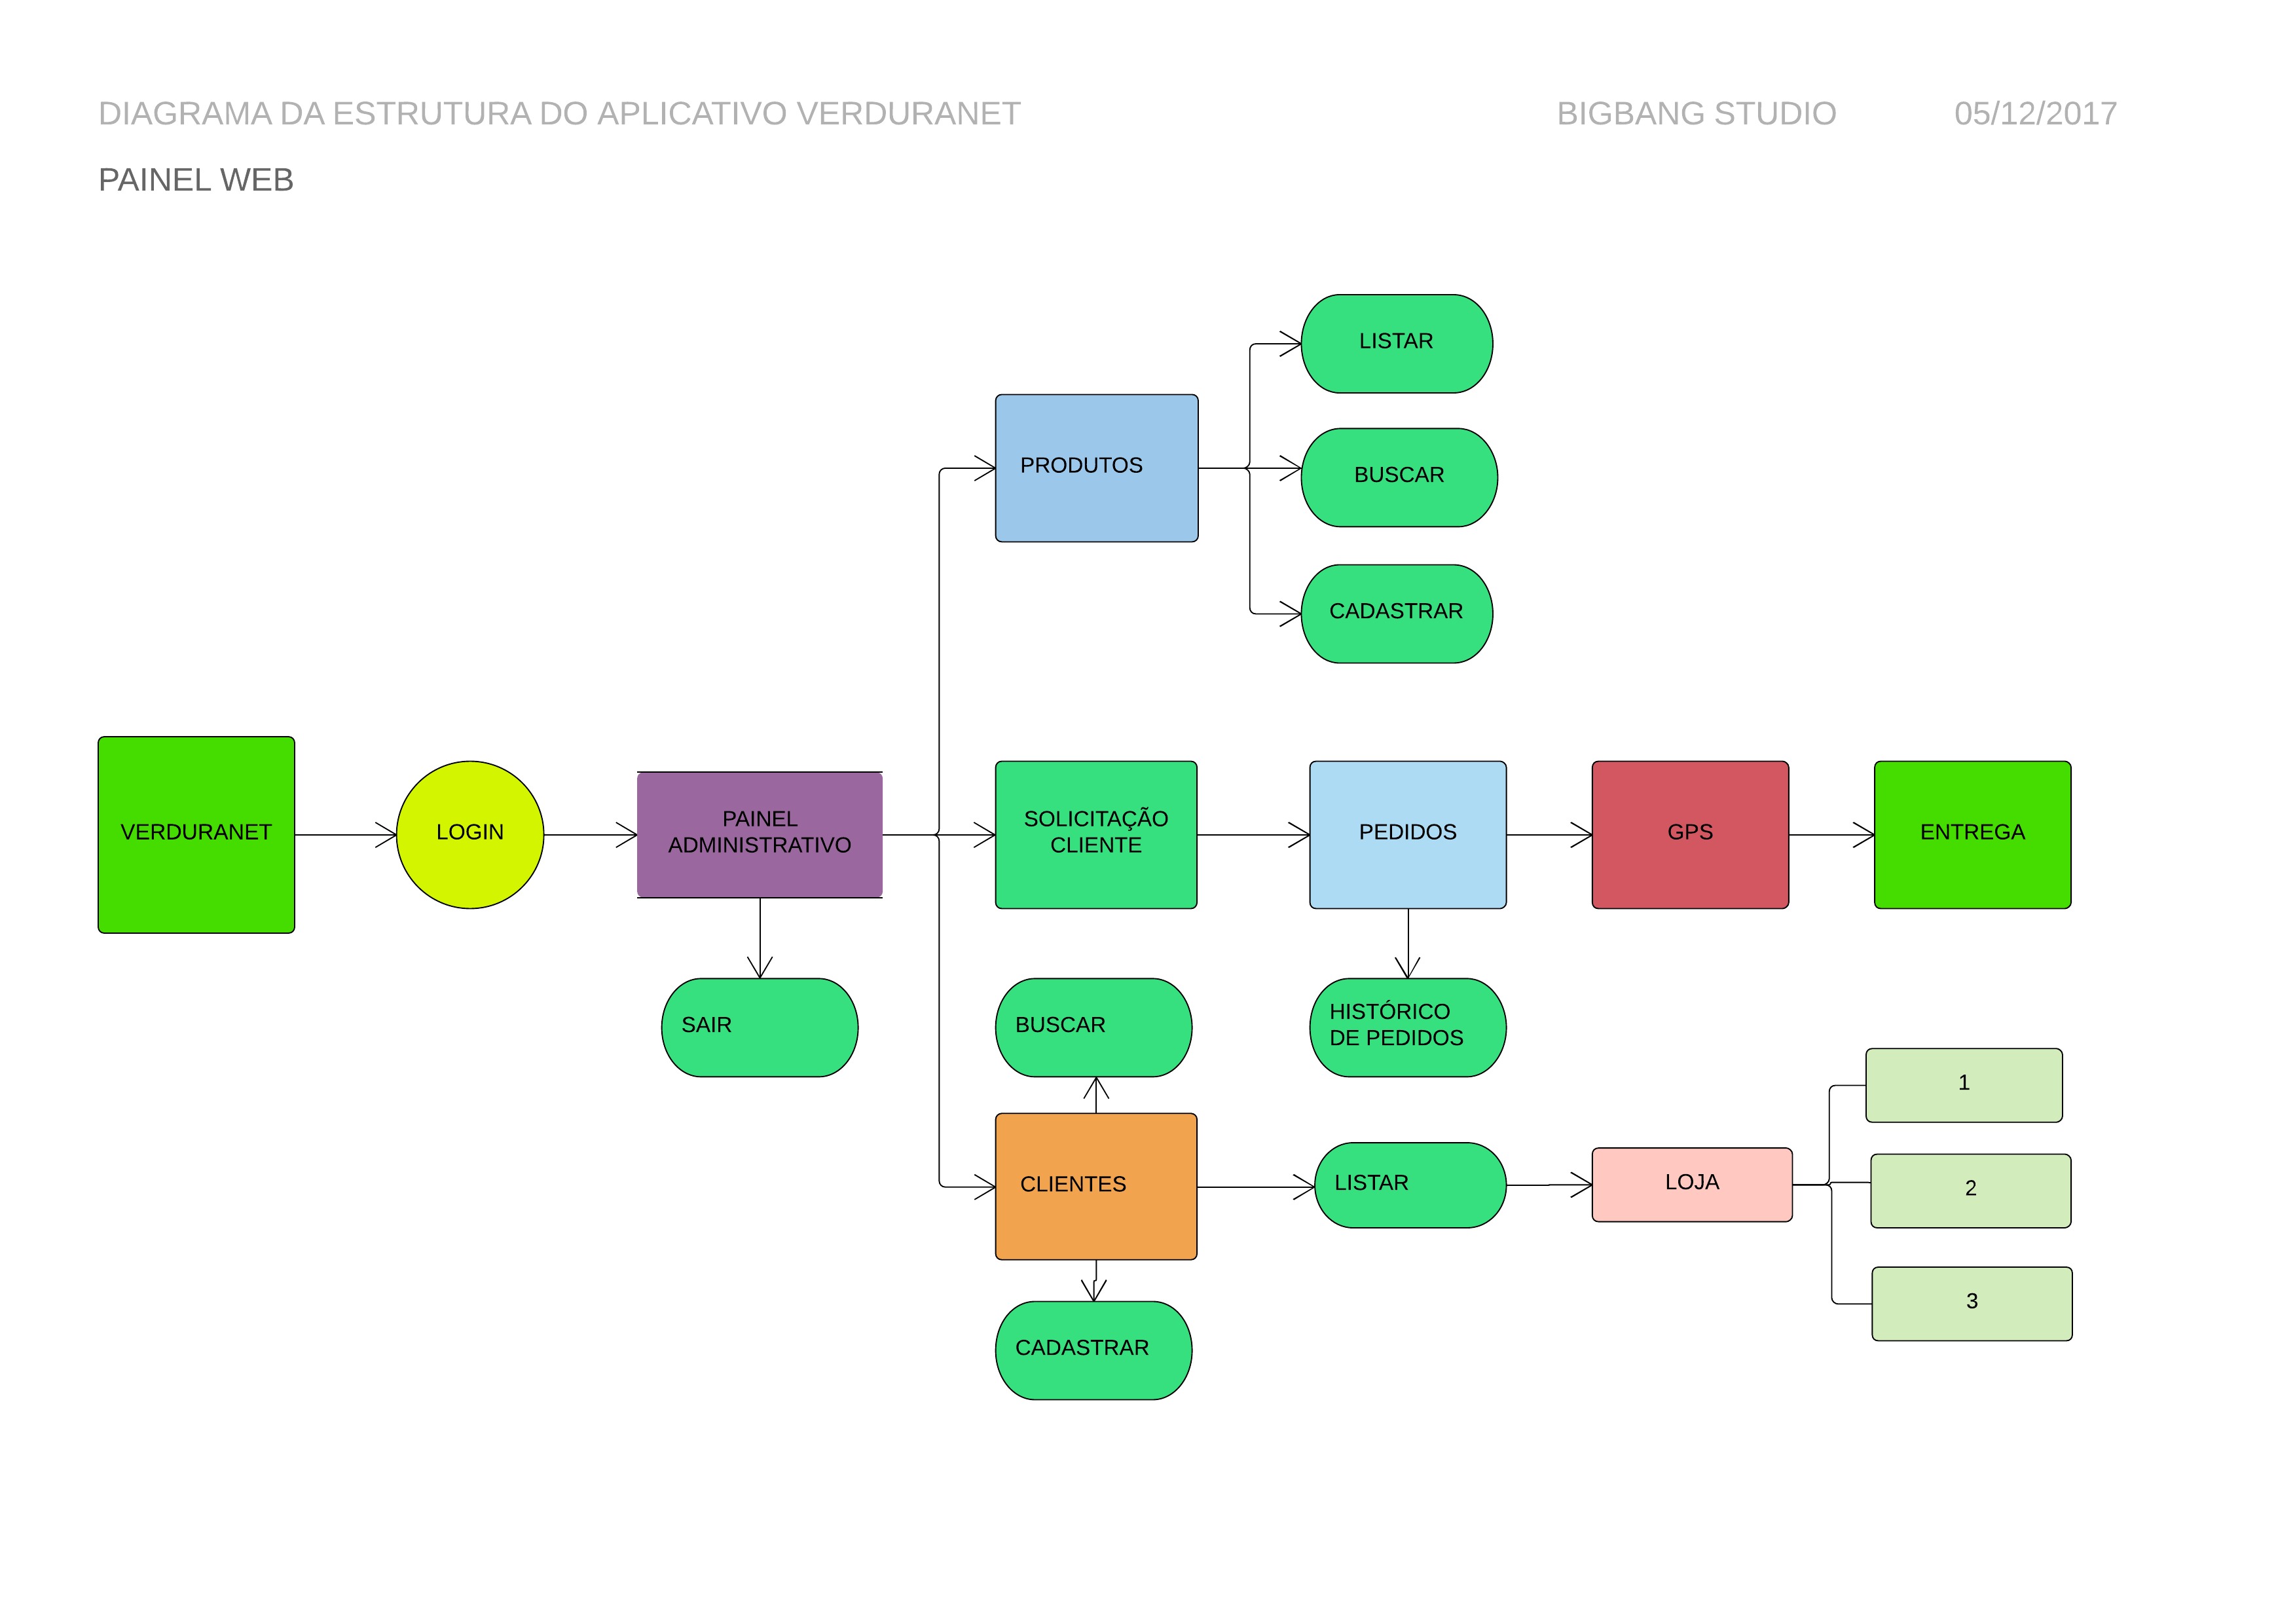 DIAGRAMA DA ESTRUTURA DO APLICATIVO VERDURANET
BIGBANG STUDIO
05/12/2017
PAINEL WEB
LISTAR
PRODUTOS
BUSCAR
CADASTRAR
VERDURANET
LOGIN
PAINEL
ADMINISTRATIVO
SOLICITAÇÃO
CLIENTE
PEDIDOS
GPS
ENTREGA
SAIR
BUSCAR
HISTÓRICO
DE PEDIDOS
CLIENTES
LISTAR
LOJA
1
2
3
CADASTRAR